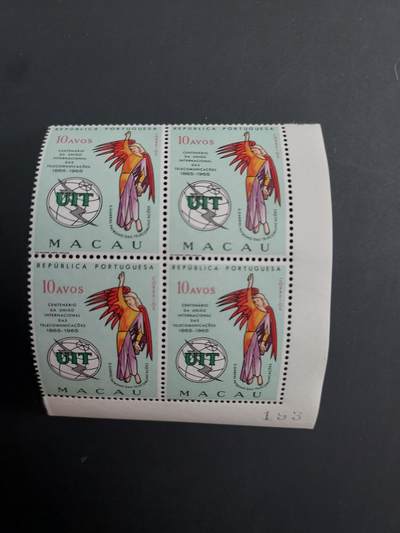 REPÚBLICA PORTUGUESA
10 AVOS
CENTENÁRIO
DA UNIÃO
INTERNACIONAL
DAS
TELECOMUNICAÇÕES
1865-1965
UIT
MACAU
REPÚBLICA PORTUGUESA
10 AVOS
CENTENÁRIO
DA UNIÃO
INTERNACIONAL
DAS
TELECOMUNICAÇÕES
1865-1965
UIT
MACAU
REPÚBLICA PORTUGUESA
10 AVOS
CENTENÁRIO
DA UNIÃO
INTERNACIONAL
DAS
TELECOMUNICAÇÕES
1865-1965
UIT
MACAU
REPÚBLICA PORTUGUESA
10 AVOS
CENTENÁRIO
DA UNIÃO
INTERNACIONAL
DAS
TELECOMUNICAÇÕES
1865-1965
UIT
MACAU
153